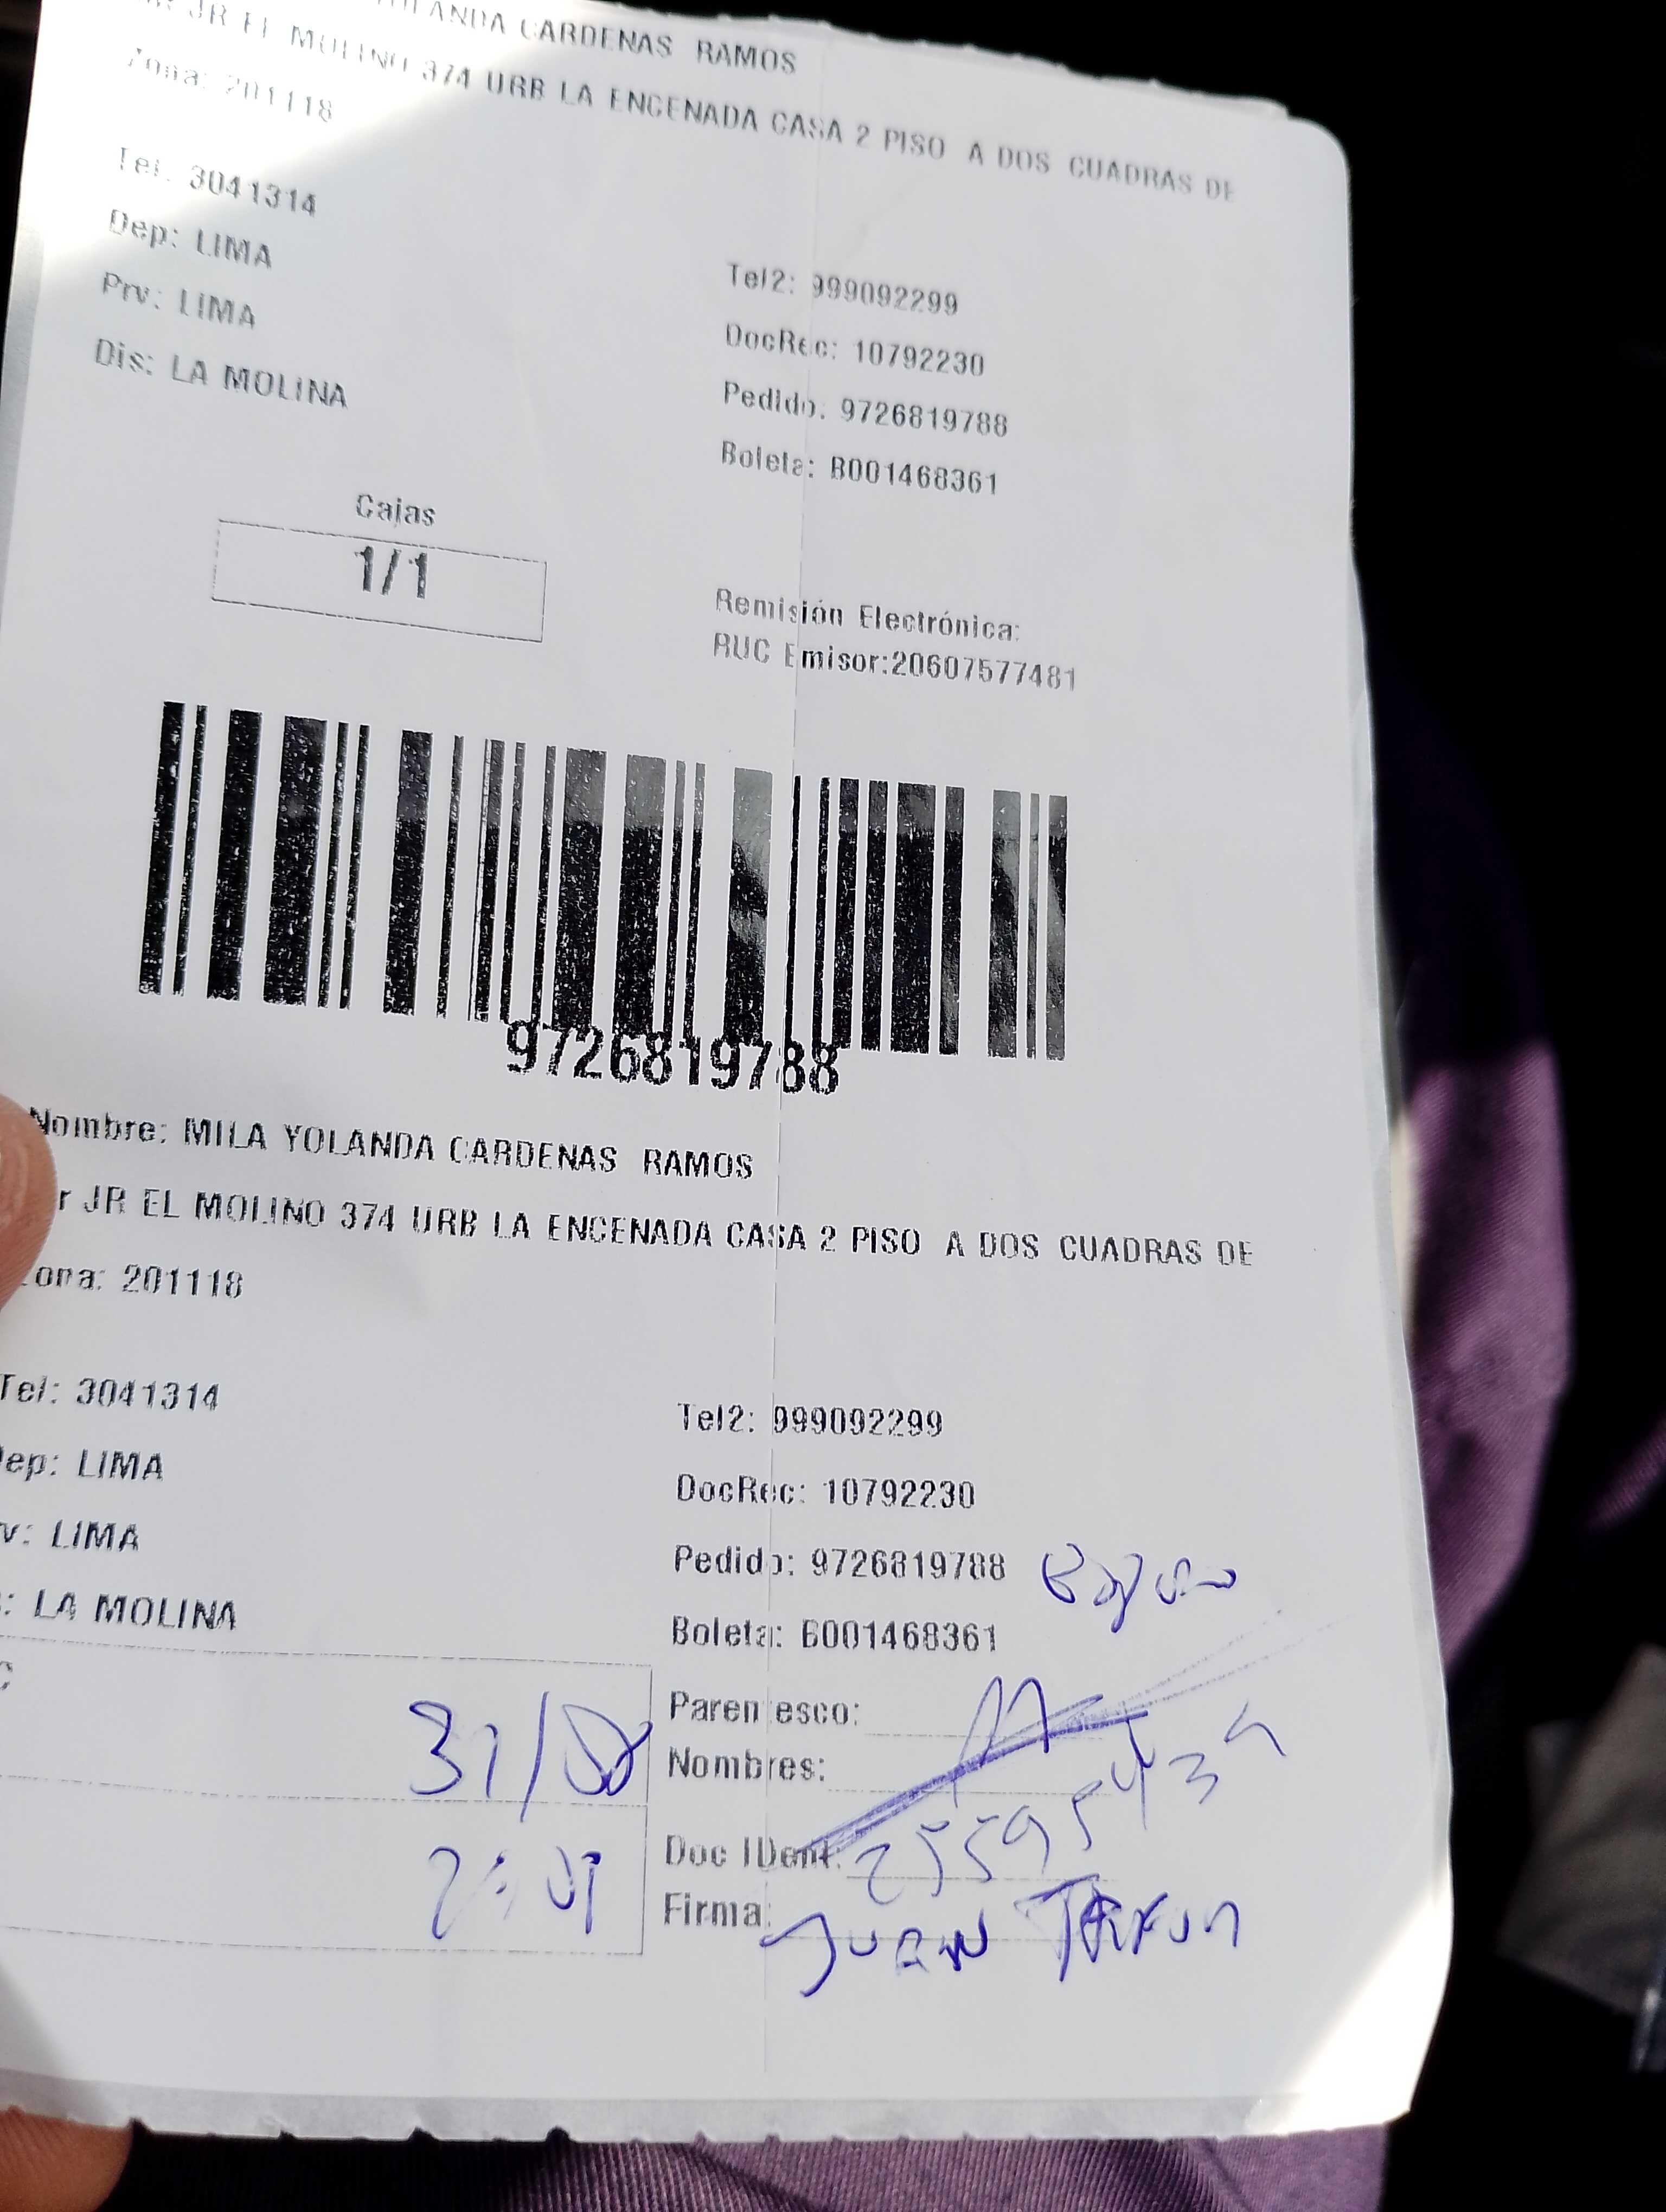 YOLANDA CARDENAS RAMOS
JR EL MOLINO 374 URB LA ENCENADA CASA 2 PISO A DOS CUADRAS DE
Zona: 201118
Tel: 3041314
Dep: LIMA
Tel2: 999092299
Prv: LIMA
DocRec: 10792230
Dis: LA MOLINA
Pedido: 9726819788
Boleta: B001468361
Cajas
1/1
Remisión Electrónica:
RUC Emisor:20607577481
9726819788
Nombre: MILA YOLANDA CARDENAS RAMOS
r JR EL MOLINO 374 URB LA ENCENADA CASA 2 PISO A DOS CUADRAS DE
ona: 201118
Tel: 3041314
Tel2: 999092299
ep: LIMA
DocRec: 10792230
v: LIMA
Pedido: 9726819788
: LA MOLINA
Boleta: B001468361
Parentesco:
31/08
Nombres:
Doc IDent: 25595439
Firma: JUAN